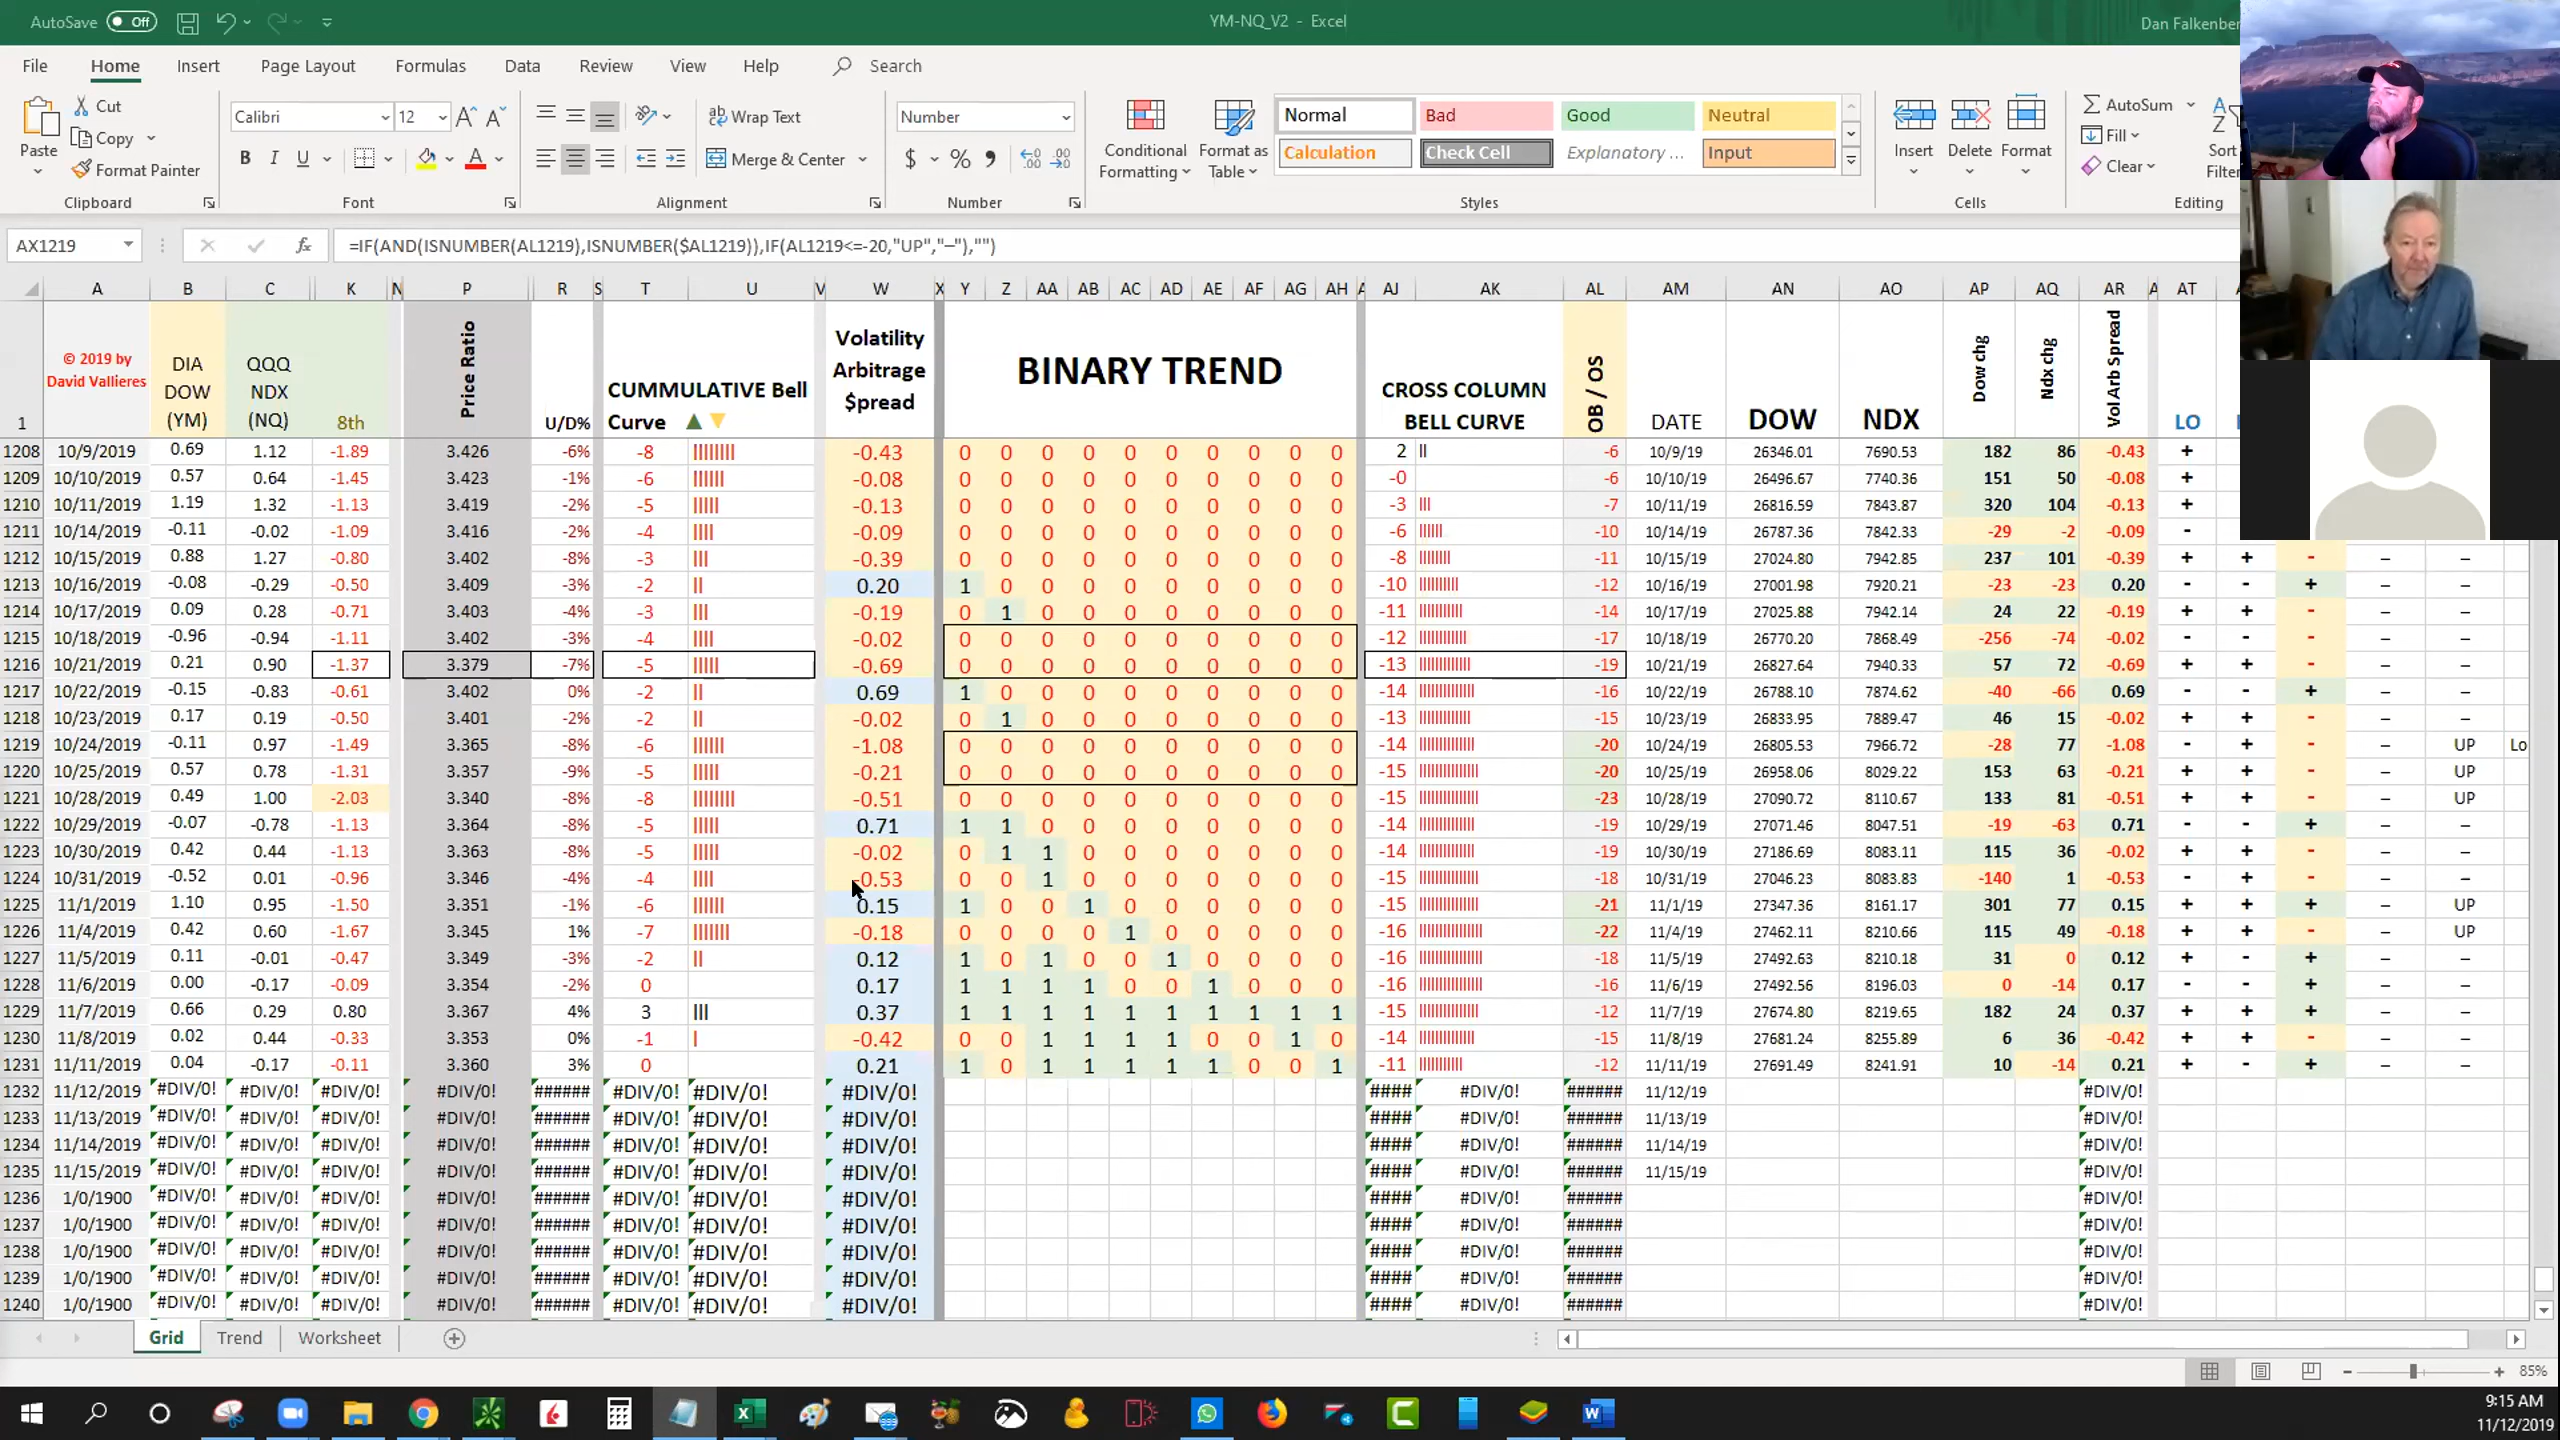 AutoSave Off YM-NQ_V2 - Excel Dan Falkenber
File Home Insert Page Layout Formulas Data Review View Help Search
Paste Cut Copy Format Painter Clipboard
Calibri 12 B I U Font
Wrap Text Merge & Center Alignment
Number $ % Number
Conditional Formatting Format as Table
Normal Bad Good Neutral
Calculation Check Cell Explanatory ... Input
Styles
Insert Delete Format Cells
AutoSum Fill Clear Sort Filter Editing
AX1219 fx =IF(AND(ISNUMBER(AL1219),ISNUMBER($AL1219)),IF(AL1219<=-20,"UP","–"),"")
A B C K N P R S T U V W X Y Z AA AB AC AD AE AF AG AH A AJ AK AL AM AN AO AP AQ AR A AT
1 © 2019 by David Vallieres DIA DOW (YM) QQQ NDX (NQ) 8th Price Ratio U/D% CUMMULATIVE Bell Curve ▲▼ Volatility Arbitrage $pread BINARY TREND CROSS COLUMN BELL CURVE OB / OS DATE DOW NDX Dow chg Ndx chg Vol Arb Spread LO
1208 10/9/2019 0.69 1.12 -1.89 3.426 -6% -8 |||||||| -0.43 0 0 0 0 0 0 0 0 0 0 2 || -6 10/9/19 26346.01 7690.53 182 86 -0.43 +
1209 10/10/2019 0.57 0.64 -1.45 3.423 -1% -6 |||||| -0.08 0 0 0 0 0 0 0 0 0 0 -0 -6 10/10/19 26496.67 7740.36 151 50 -0.08 +
1210 10/11/2019 1.19 1.32 -1.13 3.419 -2% -5 ||||| -0.13 0 0 0 0 0 0 0 0 0 0 -3 ||| -7 10/11/19 26816.59 7843.87 320 104 -0.13 +
1211 10/14/2019 -0.11 -0.02 -1.09 3.416 -2% -4 |||| -0.09 0 0 0 0 0 0 0 0 0 0 -6 |||||| -10 10/14/19 26787.36 7842.33 -29 -2 -0.09 -
1212 10/15/2019 0.88 1.27 -0.80 3.402 -8% -3 ||| -0.39 0 0 0 0 0 0 0 0 0 0 -8 |||||||| -11 10/15/19 27024.80 7942.85 237 101 -0.39 + + - – –
1213 10/16/2019 -0.08 -0.29 -0.50 3.409 -3% -2 || 0.20 1 0 0 0 0 0 0 0 0 0 -10 |||||||||| -12 10/16/19 27001.98 7920.21 -23 -23 0.20 - - + – –
1214 10/17/2019 0.09 0.28 -0.71 3.403 -4% -3 ||| -0.19 0 1 0 0 0 0 0 0 0 0 -11 ||||||||||| -14 10/17/19 27025.88 7942.14 24 22 -0.19 + + - – –
1215 10/18/2019 -0.96 -0.94 -1.11 3.402 -3% -4 |||| -0.02 0 0 0 0 0 0 0 0 0 0 -12 |||||||||||| -17 10/18/19 26770.20 7868.49 -256 -74 -0.02 - - - – –
1216 10/21/2019 0.21 0.90 -1.37 3.379 -7% -5 ||||| -0.69 0 0 0 0 0 0 0 0 0 0 -13 ||||||||||||| -19 10/21/19 26827.64 7940.33 57 72 -0.69 + + - – –
1217 10/22/2019 -0.15 -0.83 -0.61 3.402 0% -2 || 0.69 1 0 0 0 0 0 0 0 0 0 -14 |||||||||||||| -16 10/22/19 26788.10 7874.62 -40 -66 0.69 - - + – –
1218 10/23/2019 0.17 0.19 -0.50 3.401 -2% -2 || -0.02 0 1 0 0 0 0 0 0 0 0 -13 ||||||||||||| -15 10/23/19 26833.95 7889.47 46 15 -0.02 + + - – –
1219 10/24/2019 -0.11 0.97 -1.49 3.365 -8% -6 |||||| -1.08 0 0 0 0 0 0 0 0 0 0 -14 |||||||||||||| -20 10/24/19 26805.53 7966.72 -28 77 -1.08 - + - – UP Lo
1220 10/25/2019 0.57 0.78 -1.31 3.357 -9% -5 ||||| -0.21 0 0 0 0 0 0 0 0 0 0 -15 ||||||||||||||| -20 10/25/19 26958.06 8029.22 153 63 -0.21 + + - – UP
1221 10/28/2019 0.49 1.00 -2.03 3.340 -8% -8 |||||||| -0.51 0 0 0 0 0 0 0 0 0 0 -15 ||||||||||||||| -23 10/28/19 27090.72 8110.67 133 81 -0.51 + + - – UP
1222 10/29/2019 -0.07 -0.78 -1.13 3.364 -8% -5 ||||| 0.71 1 1 0 0 0 0 0 0 0 0 -14 |||||||||||||| -19 10/29/19 27071.46 8047.51 -19 -63 0.71 - - + – –
1223 10/30/2019 0.42 0.44 -1.13 3.363 -8% -5 ||||| -0.02 0 1 1 0 0 0 0 0 0 0 -14 |||||||||||||| -19 10/30/19 27186.69 8083.11 115 36 -0.02 + + - – –
1224 10/31/2019 -0.52 0.01 -0.96 3.346 -4% -4 |||| -0.53 0 0 1 0 0 0 0 0 0 0 -15 ||||||||||||||| -18 10/31/19 27046.23 8083.83 -140 1 -0.53 - + - – –
1225 11/1/2019 1.10 0.95 -1.50 3.351 -1% -6 |||||| 0.15 1 0 0 1 0 0 0 0 0 0 -15 ||||||||||||||| -21 11/1/19 27347.36 8161.17 301 77 0.15 + + + – UP
1226 11/4/2019 0.42 0.60 -1.67 3.345 1% -7 ||||||| -0.18 0 0 0 0 1 0 0 0 0 0 -16 |||||||||||||||| -22 11/4/19 27462.11 8210.66 115 49 -0.18 + + - – UP
1227 11/5/2019 0.11 -0.01 -0.47 3.349 -3% -2 || 0.12 1 0 1 0 0 1 0 0 0 0 -16 |||||||||||||||| -18 11/5/19 27492.63 8210.18 31 0 0.12 + - + – –
1228 11/6/2019 0.00 -0.17 -0.09 3.354 -2% 0 0.17 1 1 1 1 0 0 1 0 0 0 -16 |||||||||||||||| -16 11/6/19 27492.56 8196.03 0 -14 0.17 - - + – –
1229 11/7/2019 0.66 0.29 0.80 3.367 4% 3 ||| 0.37 1 1 1 1 1 1 1 1 1 1 -15 ||||||||||||||| -12 11/7/19 27674.80 8219.65 182 24 0.37 + + + – –
1230 11/8/2019 0.02 0.44 -0.33 3.353 0% -1 | -0.42 0 0 1 1 1 1 0 0 1 0 -14 |||||||||||||| -15 11/8/19 27681.24 8255.89 6 36 -0.42 + + - – –
1231 11/11/2019 0.04 -0.17 -0.11 3.360 3% 0 0.21 1 0 1 1 1 1 1 0 0 1 -11 ||||||||||| -12 11/11/19 27691.49 8241.91 10 -14 0.21 + - + – –
1232 11/12/2019 #DIV/0! #DIV/0! #DIV/0! #DIV/0! ###### #DIV/0! #DIV/0! #DIV/0! #### #DIV/0! ###### 11/12/19 #DIV/0!
1233 11/13/2019 #DIV/0! #DIV/0! #DIV/0! #DIV/0! ###### #DIV/0! #DIV/0! #DIV/0! #### #DIV/0! ###### 11/13/19 #DIV/0!
1234 11/14/2019 #DIV/0! #DIV/0! #DIV/0! #DIV/0! ###### #DIV/0! #DIV/0! #DIV/0! #### #DIV/0! ###### 11/14/19 #DIV/0!
1235 11/15/2019 #DIV/0! #DIV/0! #DIV/0! #DIV/0! ###### #DIV/0! #DIV/0! #DIV/0! #### #DIV/0! ###### 11/15/19 #DIV/0!
1236 1/0/1900 #DIV/0! #DIV/0! #DIV/0! #DIV/0! ###### #DIV/0! #DIV/0! #DIV/0! #### #DIV/0! ###### #DIV/0!
1237 1/0/1900 #DIV/0! #DIV/0! #DIV/0! #DIV/0! ###### #DIV/0! #DIV/0! #DIV/0! #### #DIV/0! ###### #DIV/0!
1238 1/0/1900 #DIV/0! #DIV/0! #DIV/0! #DIV/0! ###### #DIV/0! #DIV/0! #DIV/0! #### #DIV/0! ###### #DIV/0!
1239 1/0/1900 #DIV/0! #DIV/0! #DIV/0! #DIV/0! ###### #DIV/0! #DIV/0! #DIV/0! #### #DIV/0! ###### #DIV/0!
1240 1/0/1900 #DIV/0! #DIV/0! #DIV/0! #DIV/0! ###### #DIV/0! #DIV/0! #DIV/0! #### #DIV/0! ###### #DIV/0!
Grid Trend Worksheet
85%
9:15 AM
11/12/2019